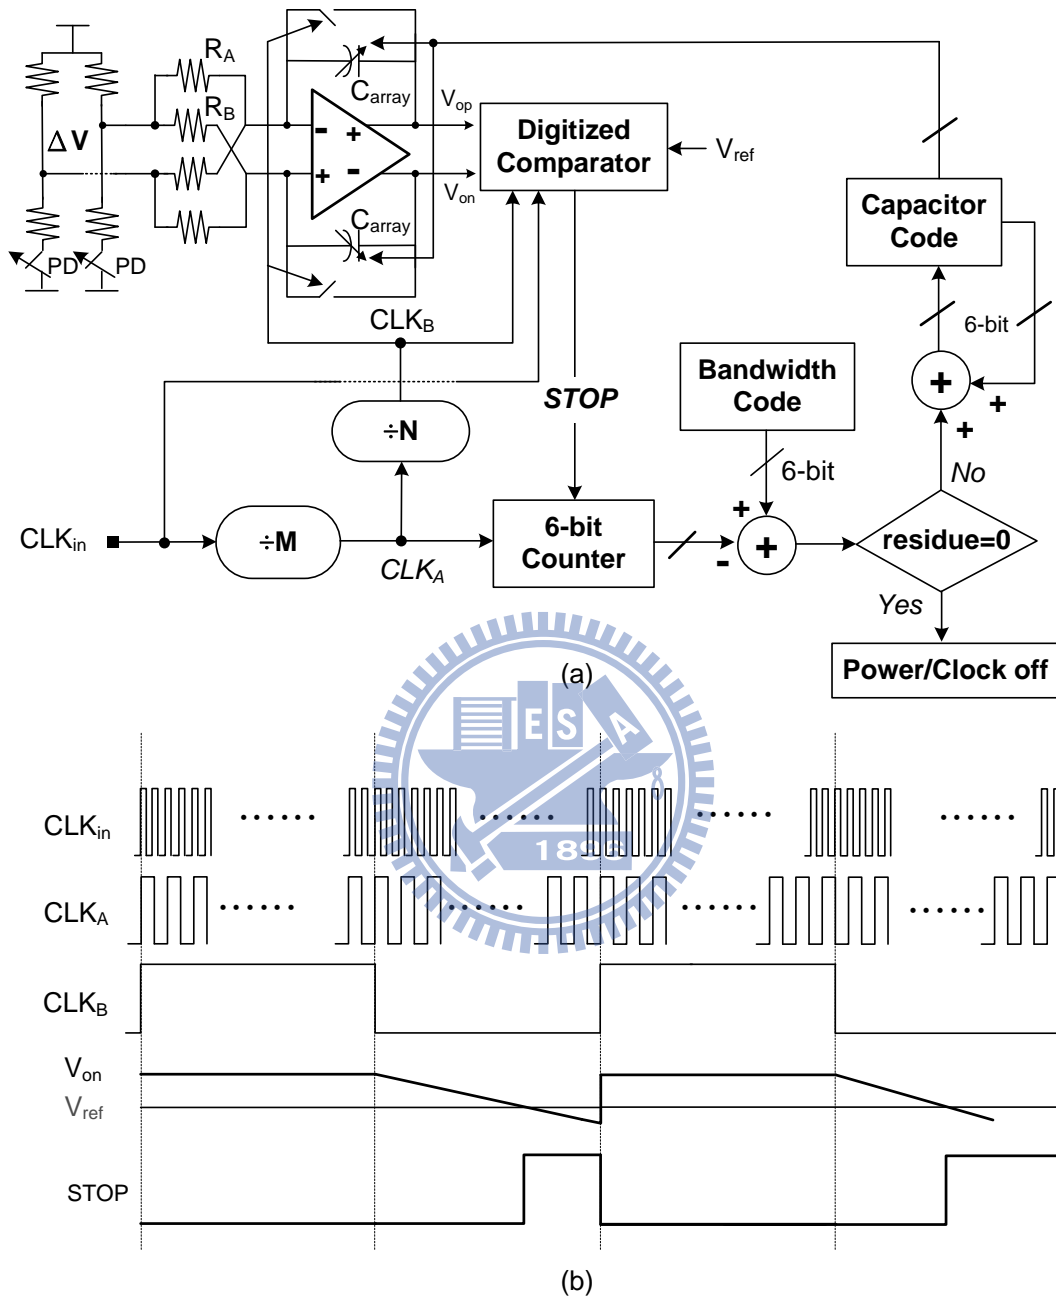 R_A
R_B
ΔV
PD
PD
C_array
- +
+ -
C_array
V_op
V_on
Digitized
Comparator
V_ref
Capacitor
Code
6-bit
+
+
+
CLK_B
÷N
STOP
Bandwidth
Code
6-bit
+
+
-
No
residue=0
Yes
CLK_in
÷M
CLK_A
6-bit
Counter
Power/Clock off
(a)
E S A
1896
CLK_in
CLK_A
CLK_B
V_on
V_ref
STOP
(b)